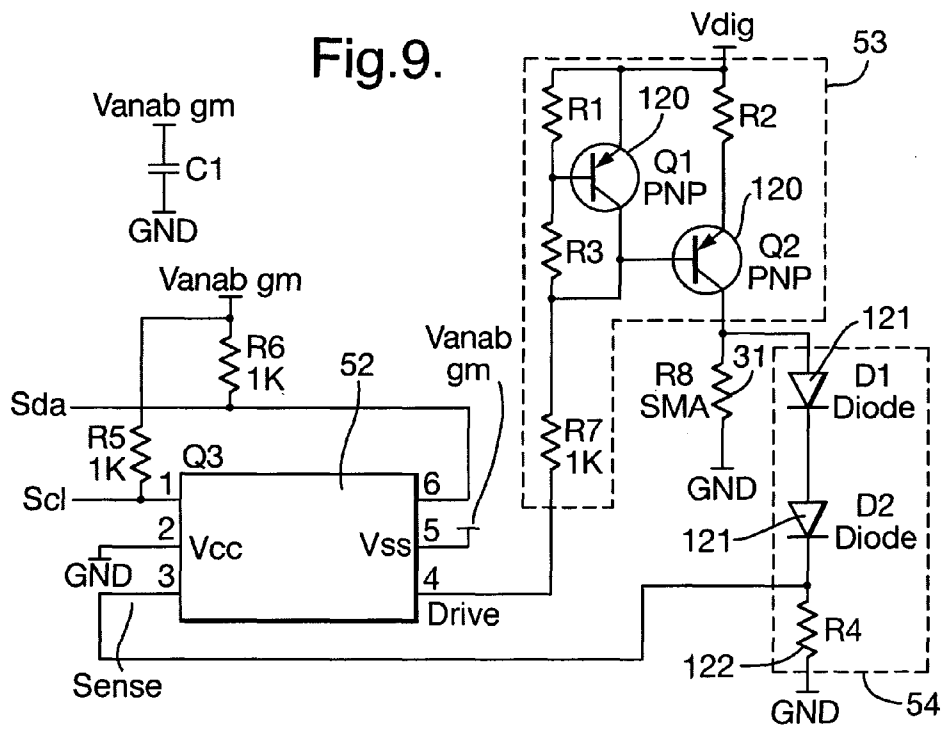 Fig.9.
Vdig
53
R1
120
R2
Vanab gm
C1
GND
Q1
PNP
120
R3
Q2
PNP
Vanab gm
R6
1K
52
Vanab
gm
121
R8
SMA
31
D1
Diode
Sda
R5
1K
Q3
R7
1K
Scl
1
6
GND
2
Vcc
Vss
5
121
D2
Diode
GND
3
4
Drive
R4
122
Sense
54
GND